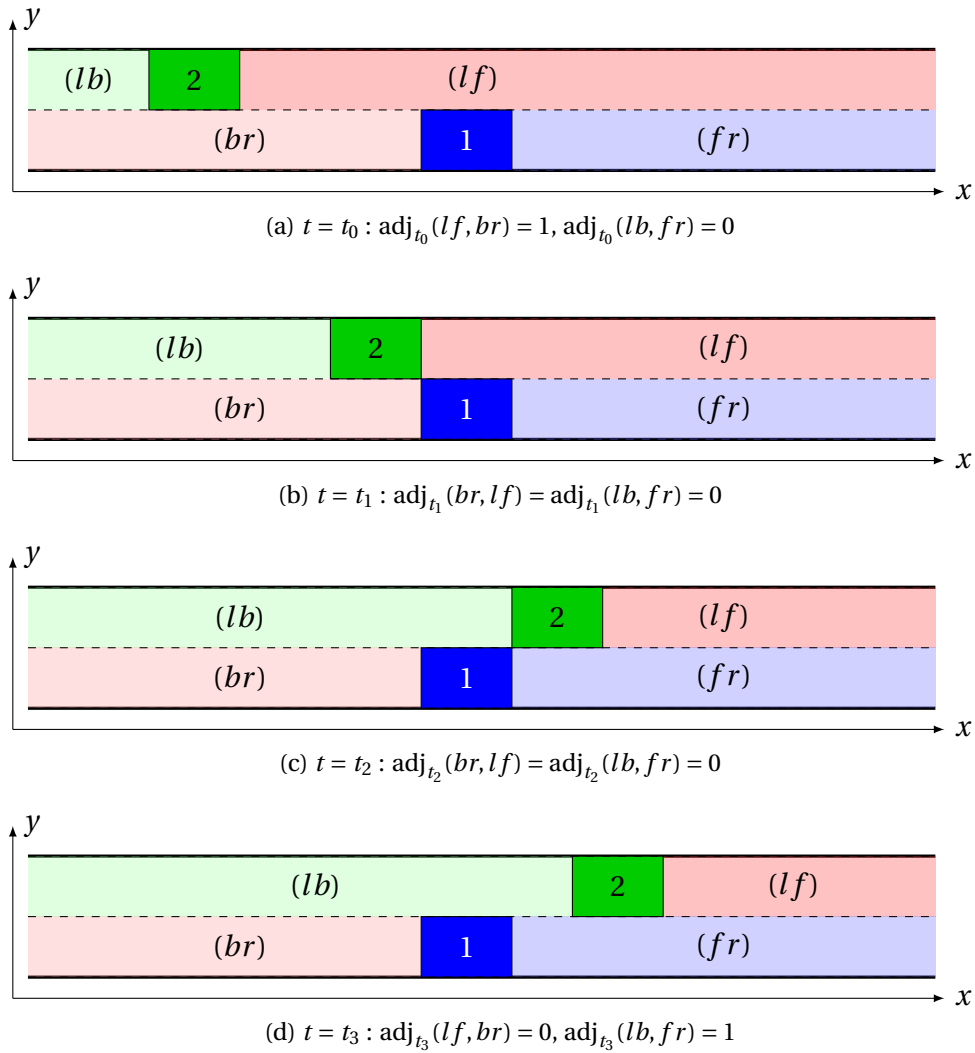 y
(lb) 2 (lf)
(br) 1 (fr)
x
(a) t = t₀ : adj_{t₀}(lf, br) = 1, adj_{t₀}(lb, fr) = 0
y
(lb) 2 (lf)
(br) 1 (fr)
x
(b) t = t₁ : adj_{t₁}(br, lf) = adj_{t₁}(lb, fr) = 0
y
(lb) 2 (lf)
(br) 1 (fr)
x
(c) t = t₂ : adj_{t₂}(br, lf) = adj_{t₂}(lb, fr) = 0
y
(lb) 2 (lf)
(br) 1 (fr)
x
(d) t = t₃ : adj_{t₃}(lf, br) = 0, adj_{t₃}(lb, fr) = 1